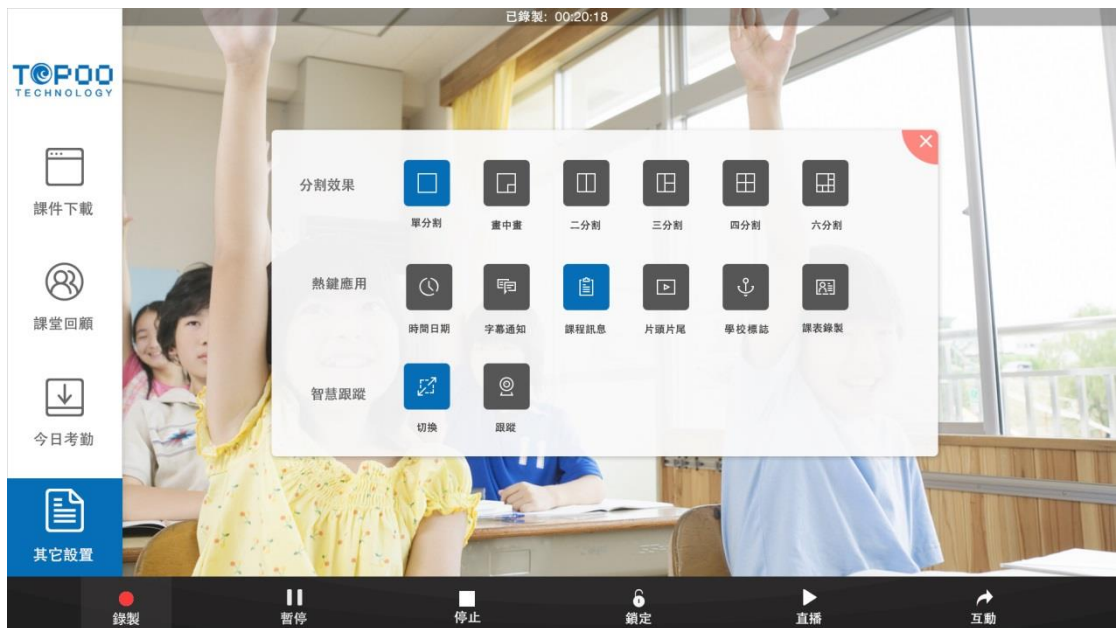 已錄製: 00:20:18
TOPOO
TECHNOLOGY
課件下載
課堂回顧
今日考勤
其它設置
分割效果
單分割
畫中畫
二分割
三分割
四分割
六分割
熱鍵應用
時間日期
字幕通知
課程訊息
片頭片尾
學校標誌
課表錄製
智慧跟蹤
切換
跟蹤
錄製
暫停
停止
鎖定
直播
互動